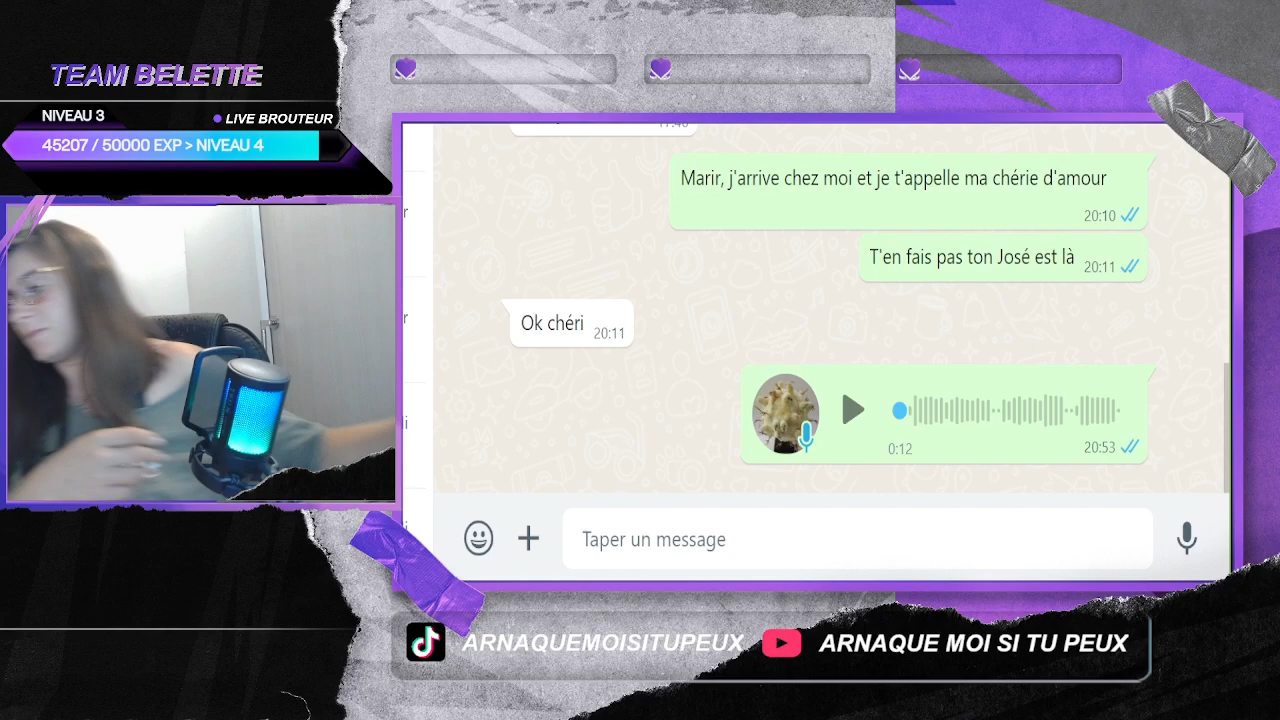 TEAM BELETTE
NIVEAU 3
LIVE BROUTEUR
45207 / 50000 EXP > NIVEAU 4
Marir, j'arrive chez moi et je t'appelle ma chérie d'amour
20:10
T'en fais pas ton José est là
20:11
Ok chéri
20:11
0:12
20:53
Taper un message
ARNAQUEMOISITUPEUX
ARNAQUE MOI SI TU PEUX